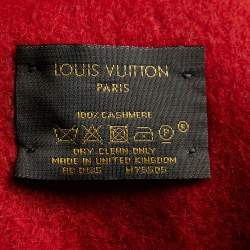 LOUIS VUITTON
PARIS
100% CASHMERE
DRY CLEAN ONLY
MADE IN UNITED KINGDOM